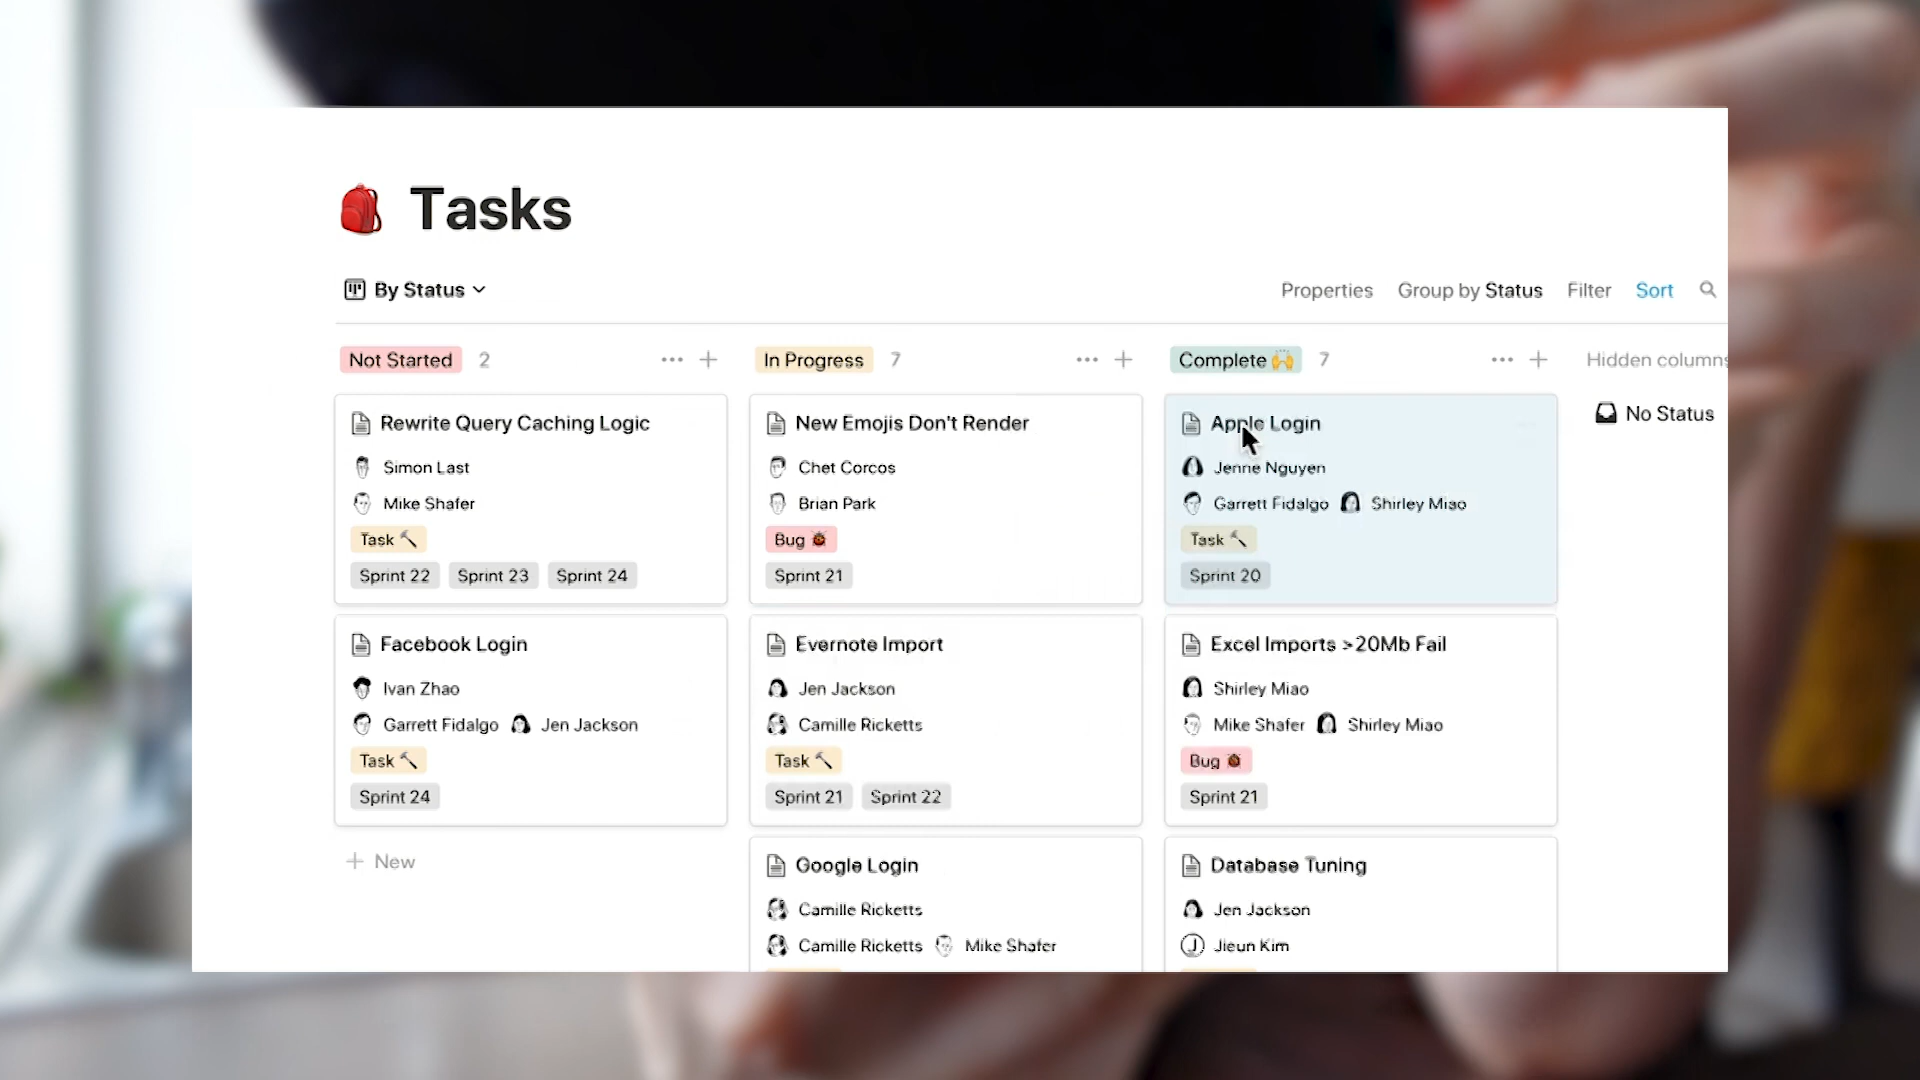 Tasks
By Status
Properties Group by Status Filter Sort
Not Started 2
In Progress 7
Complete 🙌 7
Hidden columns
No Status
Rewrite Query Caching Logic
Simon Last
Mike Shafer
Task 🔨
Sprint 22 Sprint 23 Sprint 24
Facebook Login
Ivan Zhao
Garrett Fidalgo Jen Jackson
Task 🔨
Sprint 24
+ New
New Emojis Don't Render
Chet Corcos
Brian Park
Bug 🐞
Sprint 21
Evernote Import
Jen Jackson
Camille Ricketts
Task 🔨
Sprint 21 Sprint 22
Google Login
Camille Ricketts
Camille Ricketts Mike Shafer
Apple Login
Jenne Nguyen
Garrett Fidalgo Shirley Miao
Task 🔨
Sprint 20
Excel Imports >20Mb Fail
Shirley Miao
Mike Shafer Shirley Miao
Bug 🐞
Sprint 21
Database Tuning
Jen Jackson
J Jieun Kim